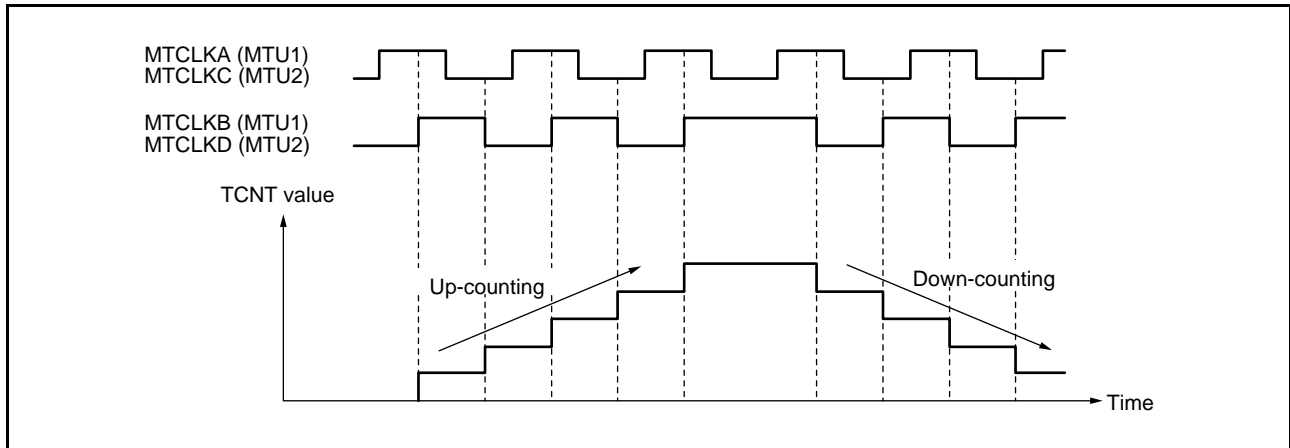 MTCLKA (MTU1)
MTCLKC (MTU2)
MTCLKB (MTU1)
MTCLKD (MTU2)
TCNT value
Up-counting
Down-counting
Time